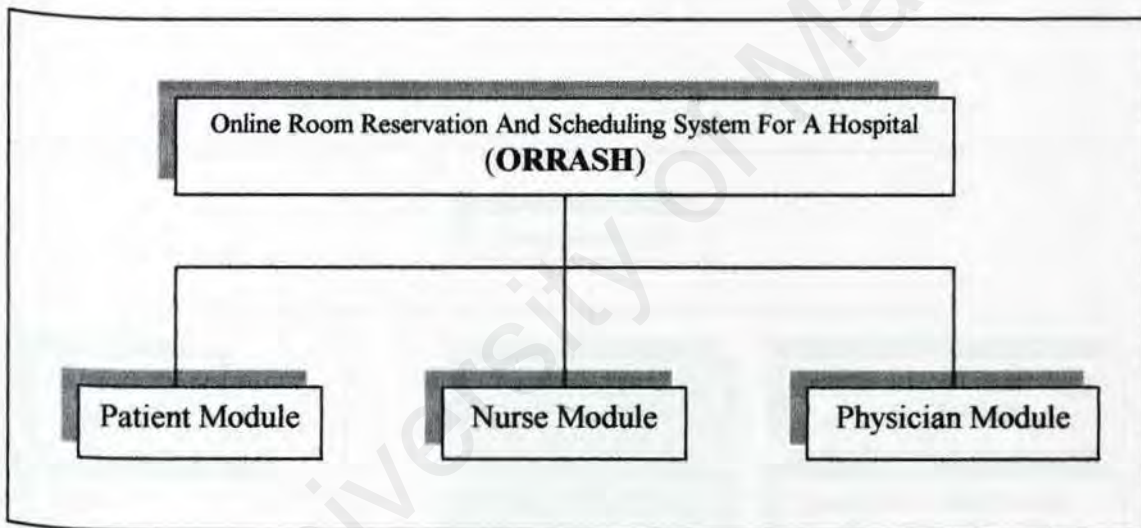 Online Room Reservation And Scheduling System For A Hospital
(ORRASH)
Patient Module
Nurse Module
Physician Module